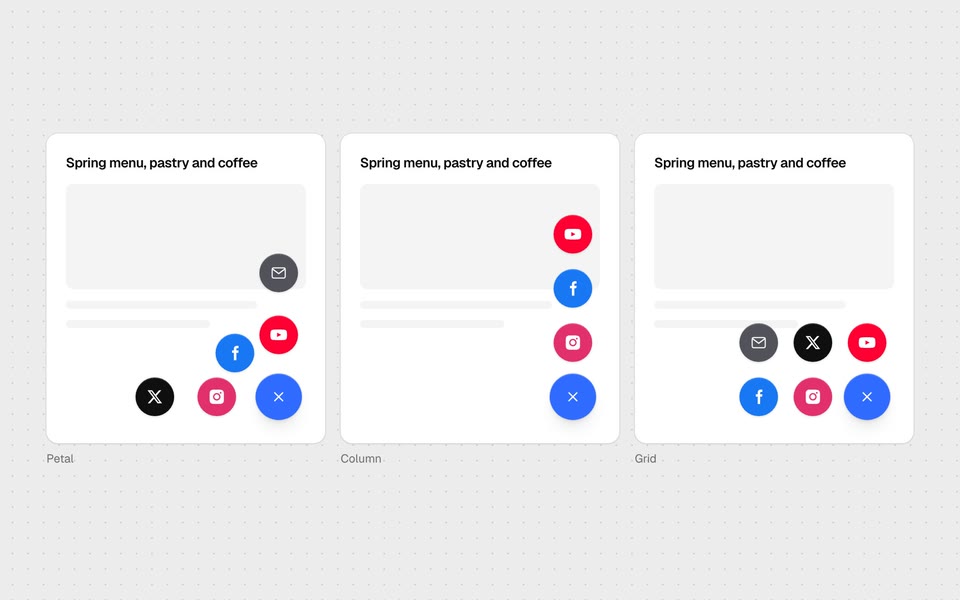 Spring menu, pastry and coffee
Spring menu, pastry and coffee
Spring menu, pastry and coffee
Petal
Column
Grid